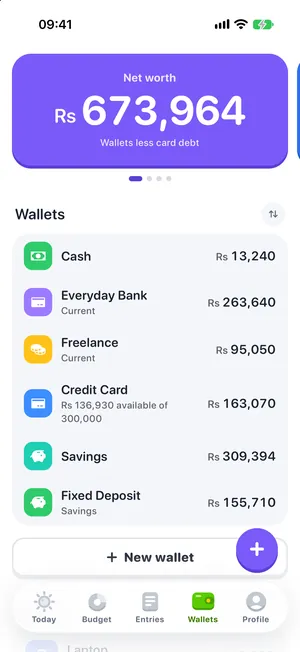 09:41
Net worth
Rs 673,964
Wallets less card debt
Wallets
Cash
Rs 13,240
Everyday Bank
Current
Rs 263,640
Freelance
Current
Rs 95,050
Credit Card
Rs 136,930 available of
300,000
Rs 163,070
Savings
Rs 309,394
Fixed Deposit
Savings
Rs 155,710
+ New wallet
+
Today
Budget
Entries
Wallets
Profile
Laptop